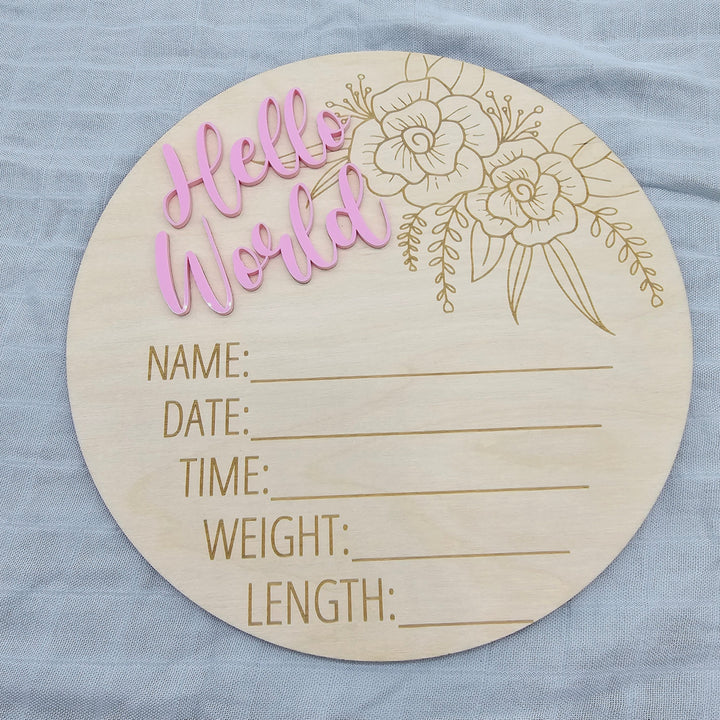 Hello
World
NAME:
DATE:
TIME:
WEIGHT:
LENGTH: